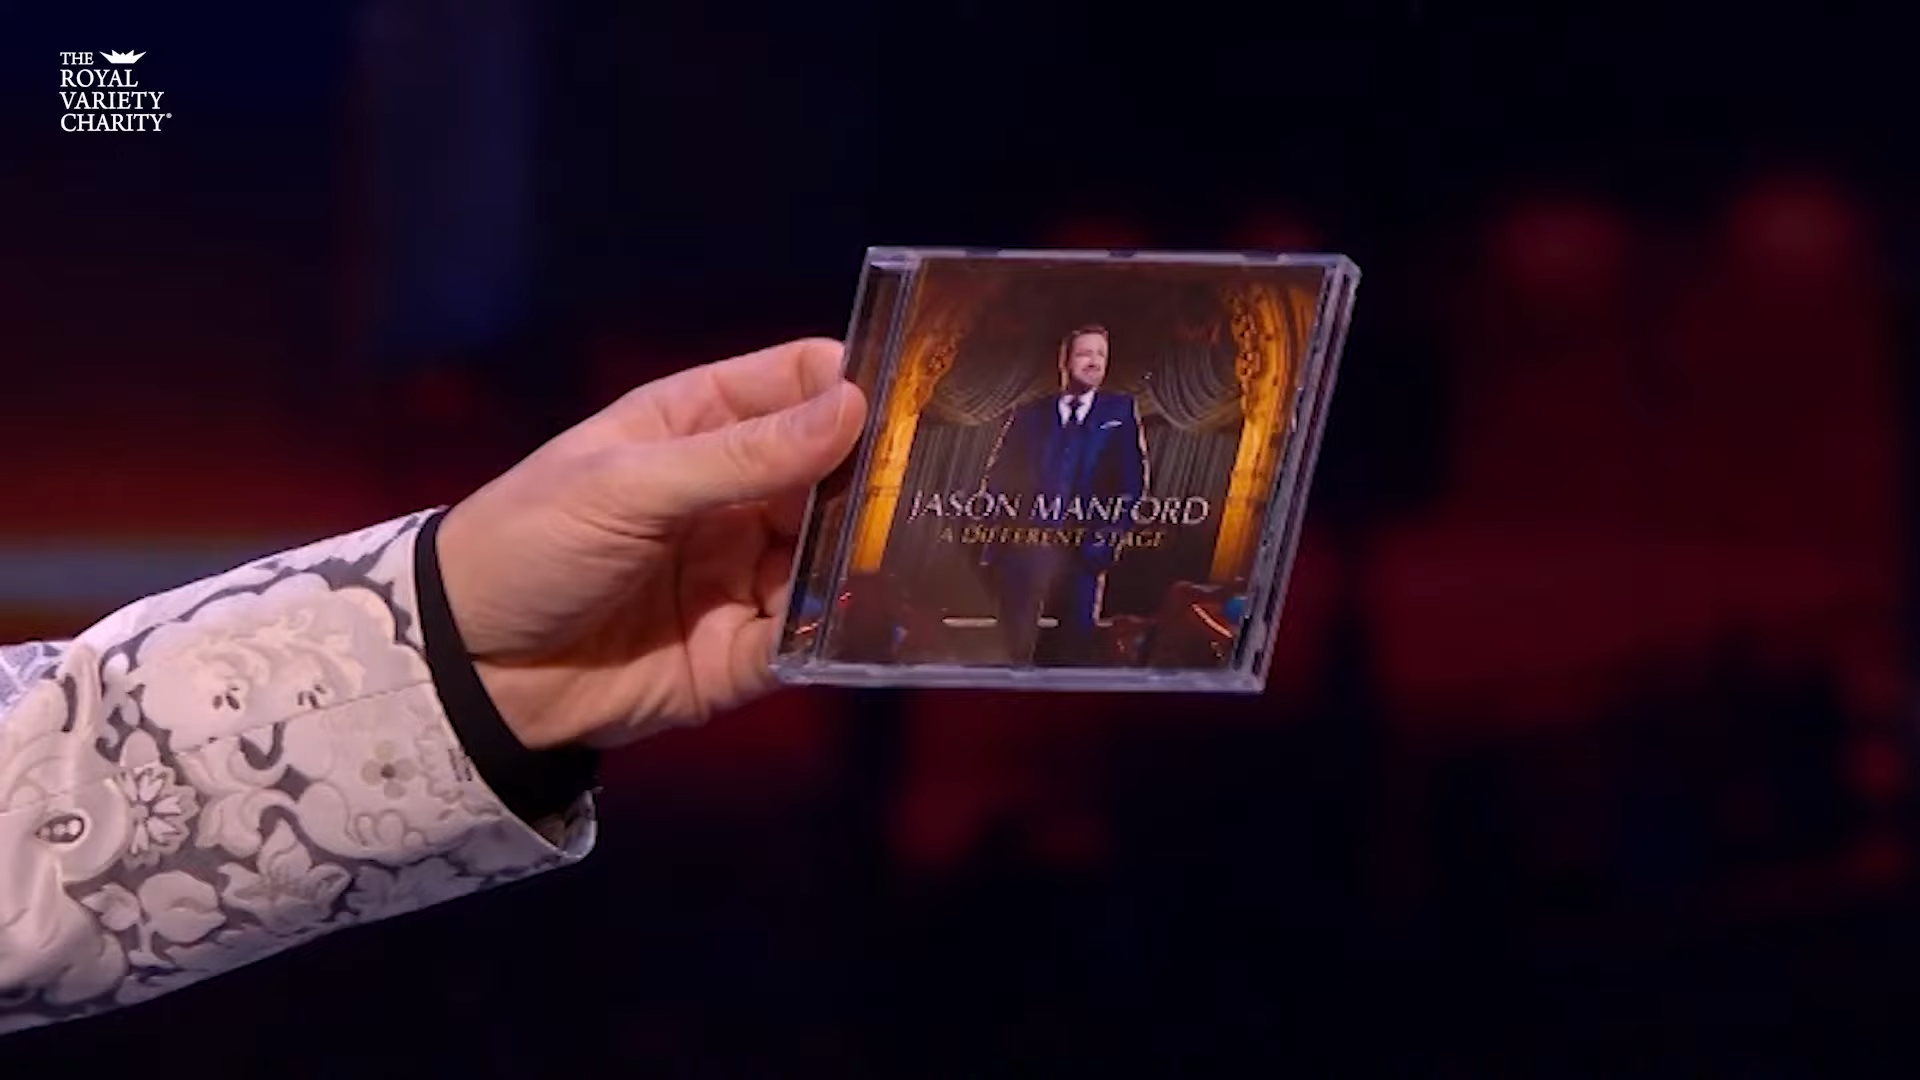 THE
ROYAL
VARIETY
CHARITY®
JASON MANFORD
A DIFFERENT STAGE